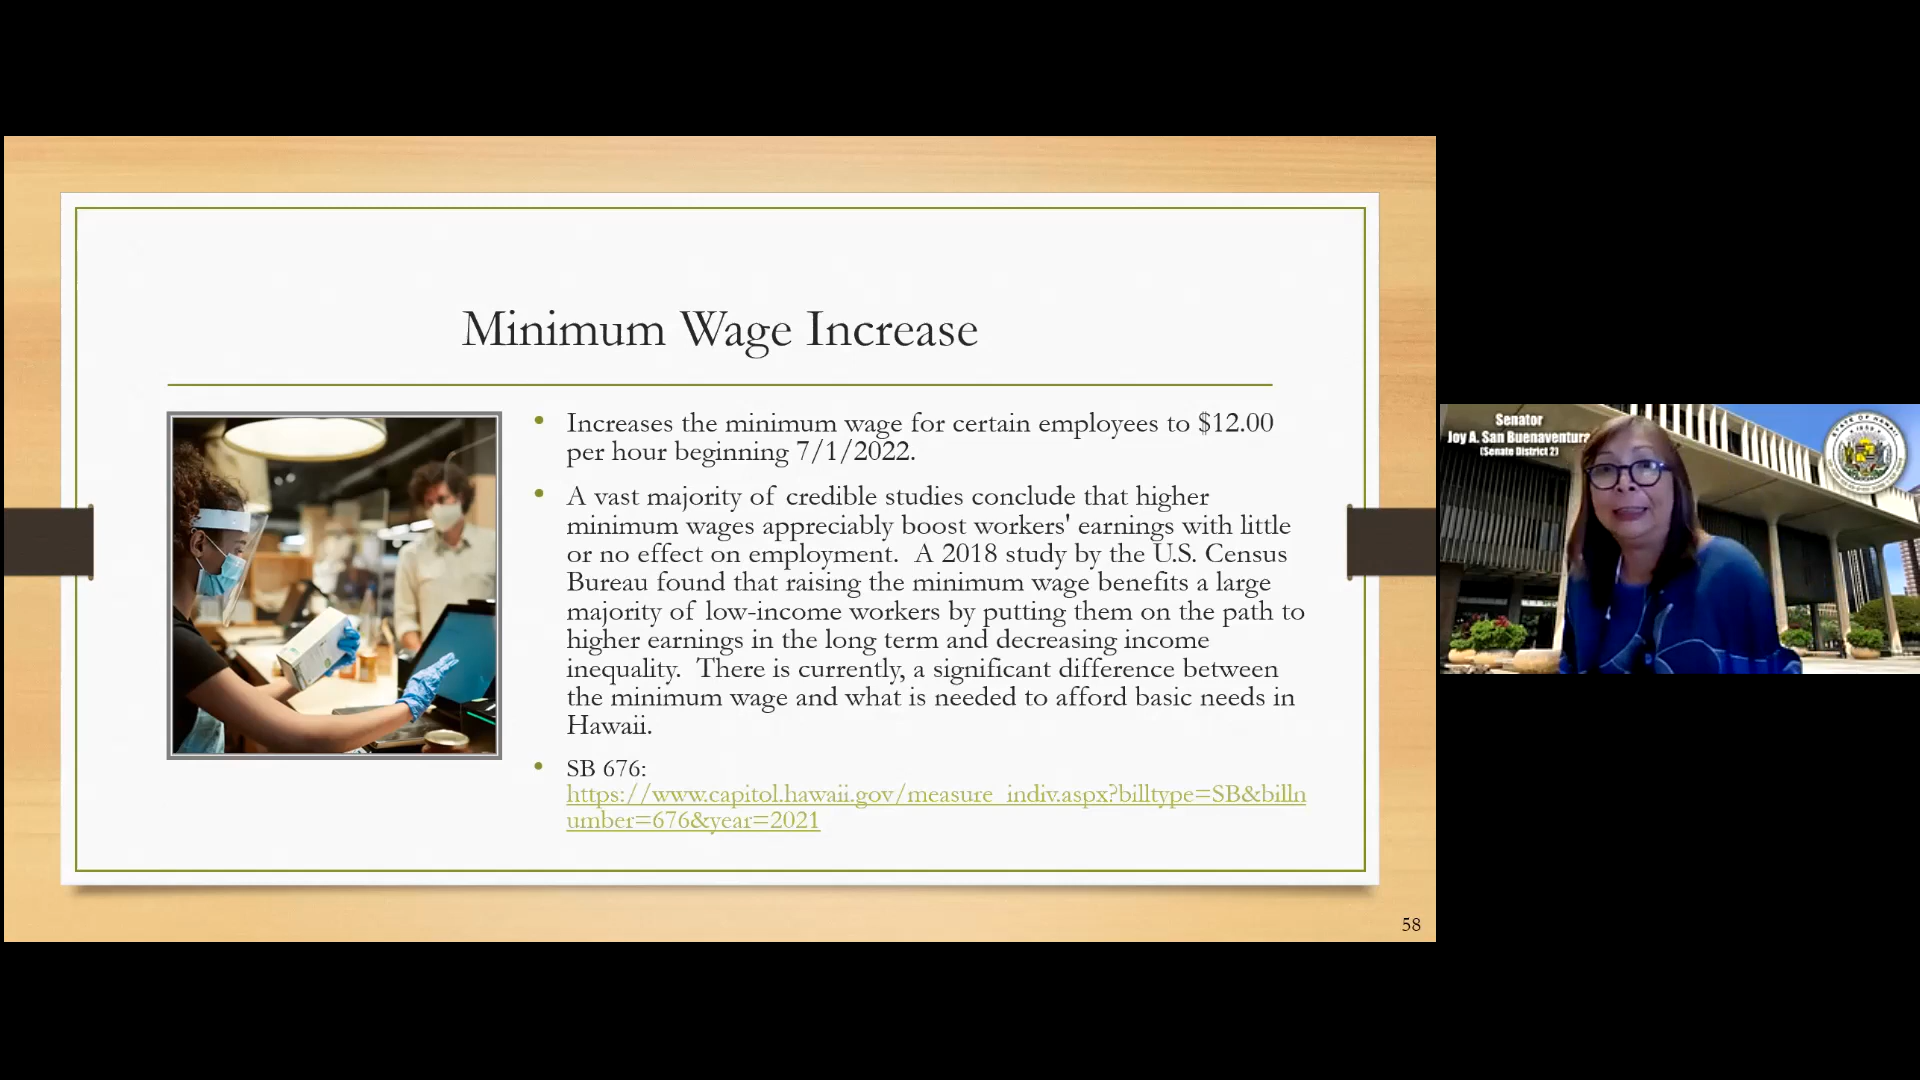 Minimum Wage Increase
• Increases the minimum wage for certain employees to $12.00
per hour beginning 7/1/2022.
• A vast majority of credible studies conclude that higher
minimum wages appreciably boost workers' earnings with little
or no effect on employment.  A 2018 study by the U.S. Census
Bureau found that raising the minimum wage benefits a large
majority of low-income workers by putting them on the path to
higher earnings in the long term and decreasing income
inequality.  There is currently, a significant difference between
the minimum wage and what is needed to afford basic needs in
Hawaii.
• SB 676:
https://www.capitol.hawaii.gov/measure_indiv.aspx?billtype=SB&billn
umber=676&year=2021
58
Senator
Joy A. San Buenaventura
(Senate District 2)
STATE OF HAWAII
1959